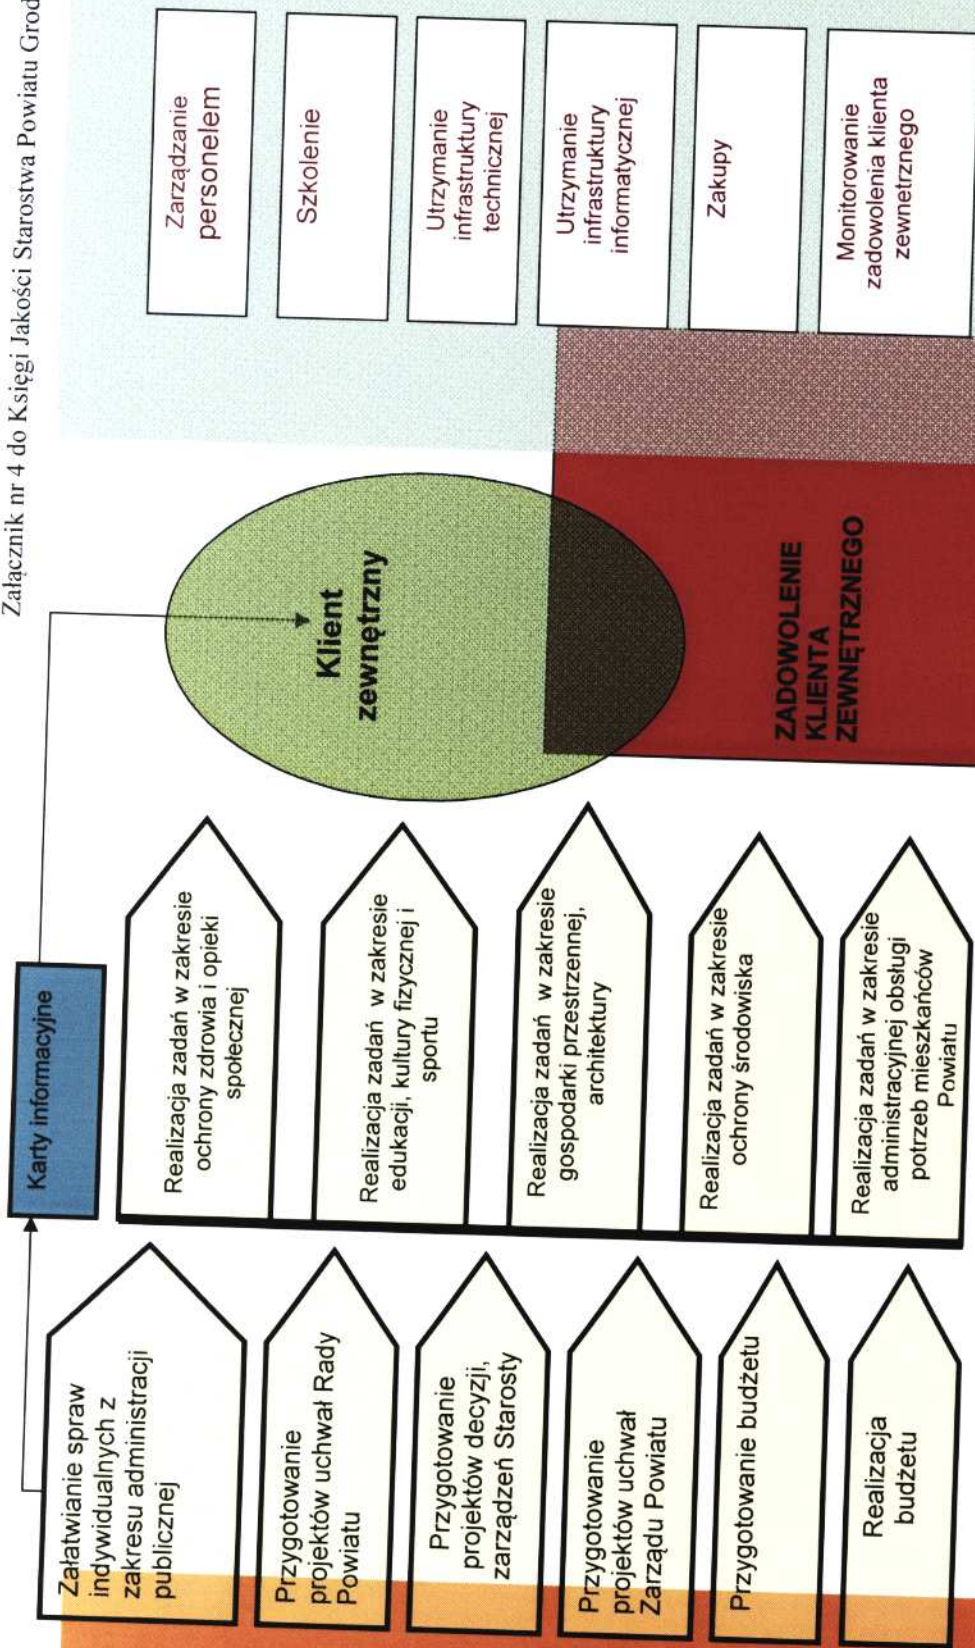 Załącznik nr 4 do Księgi Jakości Starostwa Powiatu Grod
Karty informacyjne
Załatwianie spraw
indywidualnych z
zakresu administracji
publicznej
Przygotowanie
projektów uchwał Rady
Powiatu
Przygotowanie
projektów decyzji,
zarządzeń Starosty
Przygotowanie
projektów uchwał
Zarządu Powiatu
Przygotowanie budżetu
Realizacja
budżetu
Realizacja zadań w zakresie
ochrony zdrowia i opieki
społecznej
Realizacja zadań w zakresie
edukacji, kultury fizycznej i
sportu
Realizacja zadań w zakresie
gospodarki przestrzennej,
architektury
Realizacja zadań w zakresie
ochrony środowiska
Realizacja zadań w zakresie
administracyjnej obsługi
potrzeb mieszkańców
Powiatu
Klient
zewnętrzny
ZADOWOLENIE
KLIENTA
ZEWNĘTRZNEGO
Zarządzanie
personelem
Szkolenie
Utrzymanie
infrastruktury
technicznej
Utrzymanie
infrastruktury
informatycznej
Zakupy
Monitorowanie
zadowolenia klienta
zewnetrznego